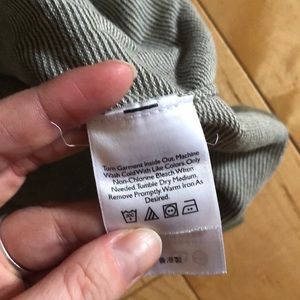 Turn Garment Inside Out. Machine
Wash Cold With Like Colors. Only
Non-Chlorine Bleach When
Needed. Tumble Dry Medium.
Remove Promptly. Warm Iron As
Desired.